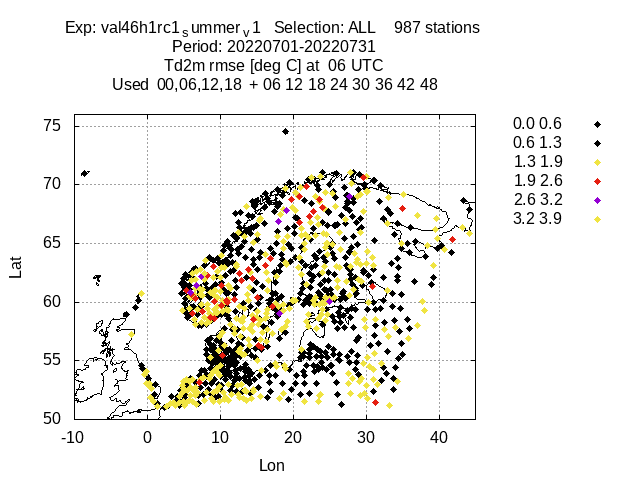 Exp: val46h1rc1ₛummerᵥ1 Selection: ALL 987 stations
Period: 20220701-20220731
Td2m rmse [deg C] at 06 UTC
Used 00,06,12,18 + 06 12 18 24 30 36 42 48
75
70
65
60
55
50
Lat
-10 0 10 20 30 40
Lon
0.0 0.6
0.6 1.3
1.3 1.9
1.9 2.6
2.6 3.2
3.2 3.9